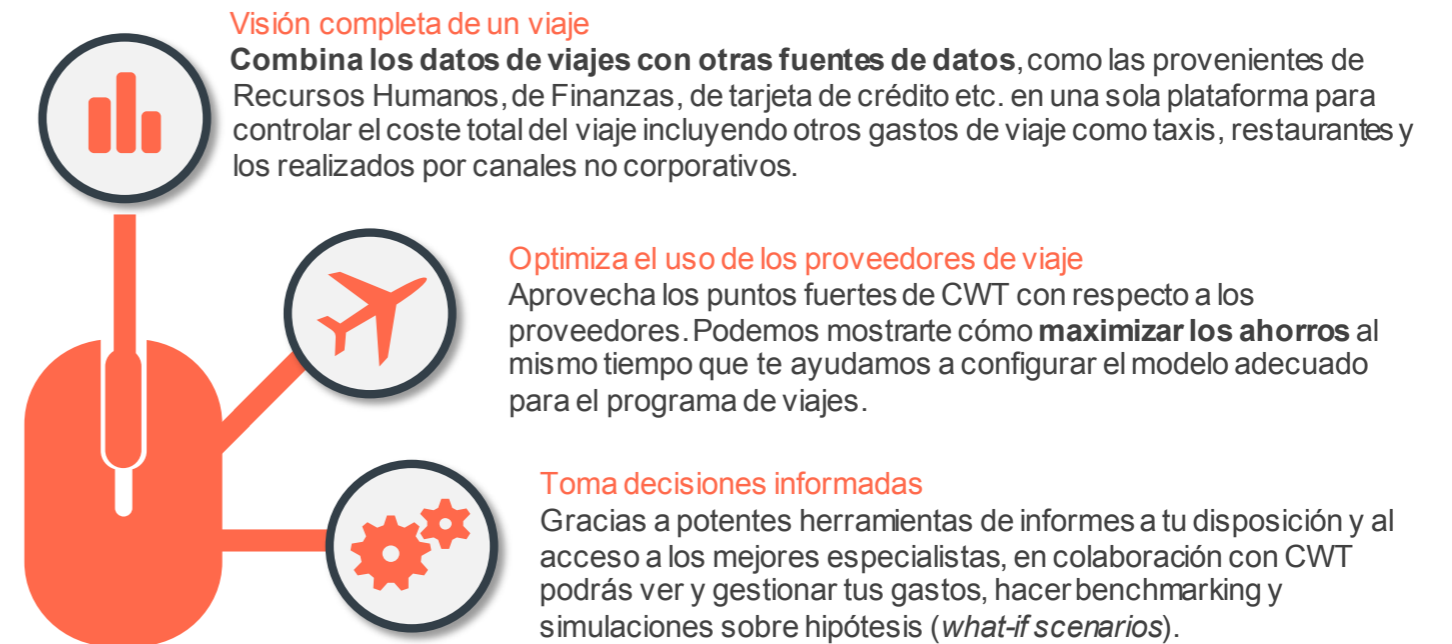 Visión completa de un viaje
Combina los datos de viajes con otras fuentes de datos, como las provenientes de
Recursos Humanos, de Finanzas, de tarjeta de crédito etc. en una sola plataforma para
controlar el coste total del viaje incluyendo otros gastos de viaje como taxis, restaurantes y
los realizados por canales no corporativos.
Optimiza el uso de los proveedores de viaje
Aprovecha los puntos fuertes de CWT con respecto a los
proveedores. Podemos mostrarte cómo maximizar los ahorros al
mismo tiempo que te ayudamos a configurar el modelo adecuado
para el programa de viajes.
Toma decisiones informadas
Gracias a potentes herramientas de informes a tu disposición y al
acceso a los mejores especialistas, en colaboración con CWT
podrás ver y gestionar tus gastos, hacer benchmarking y
simulaciones sobre hipótesis (what-if scenarios).